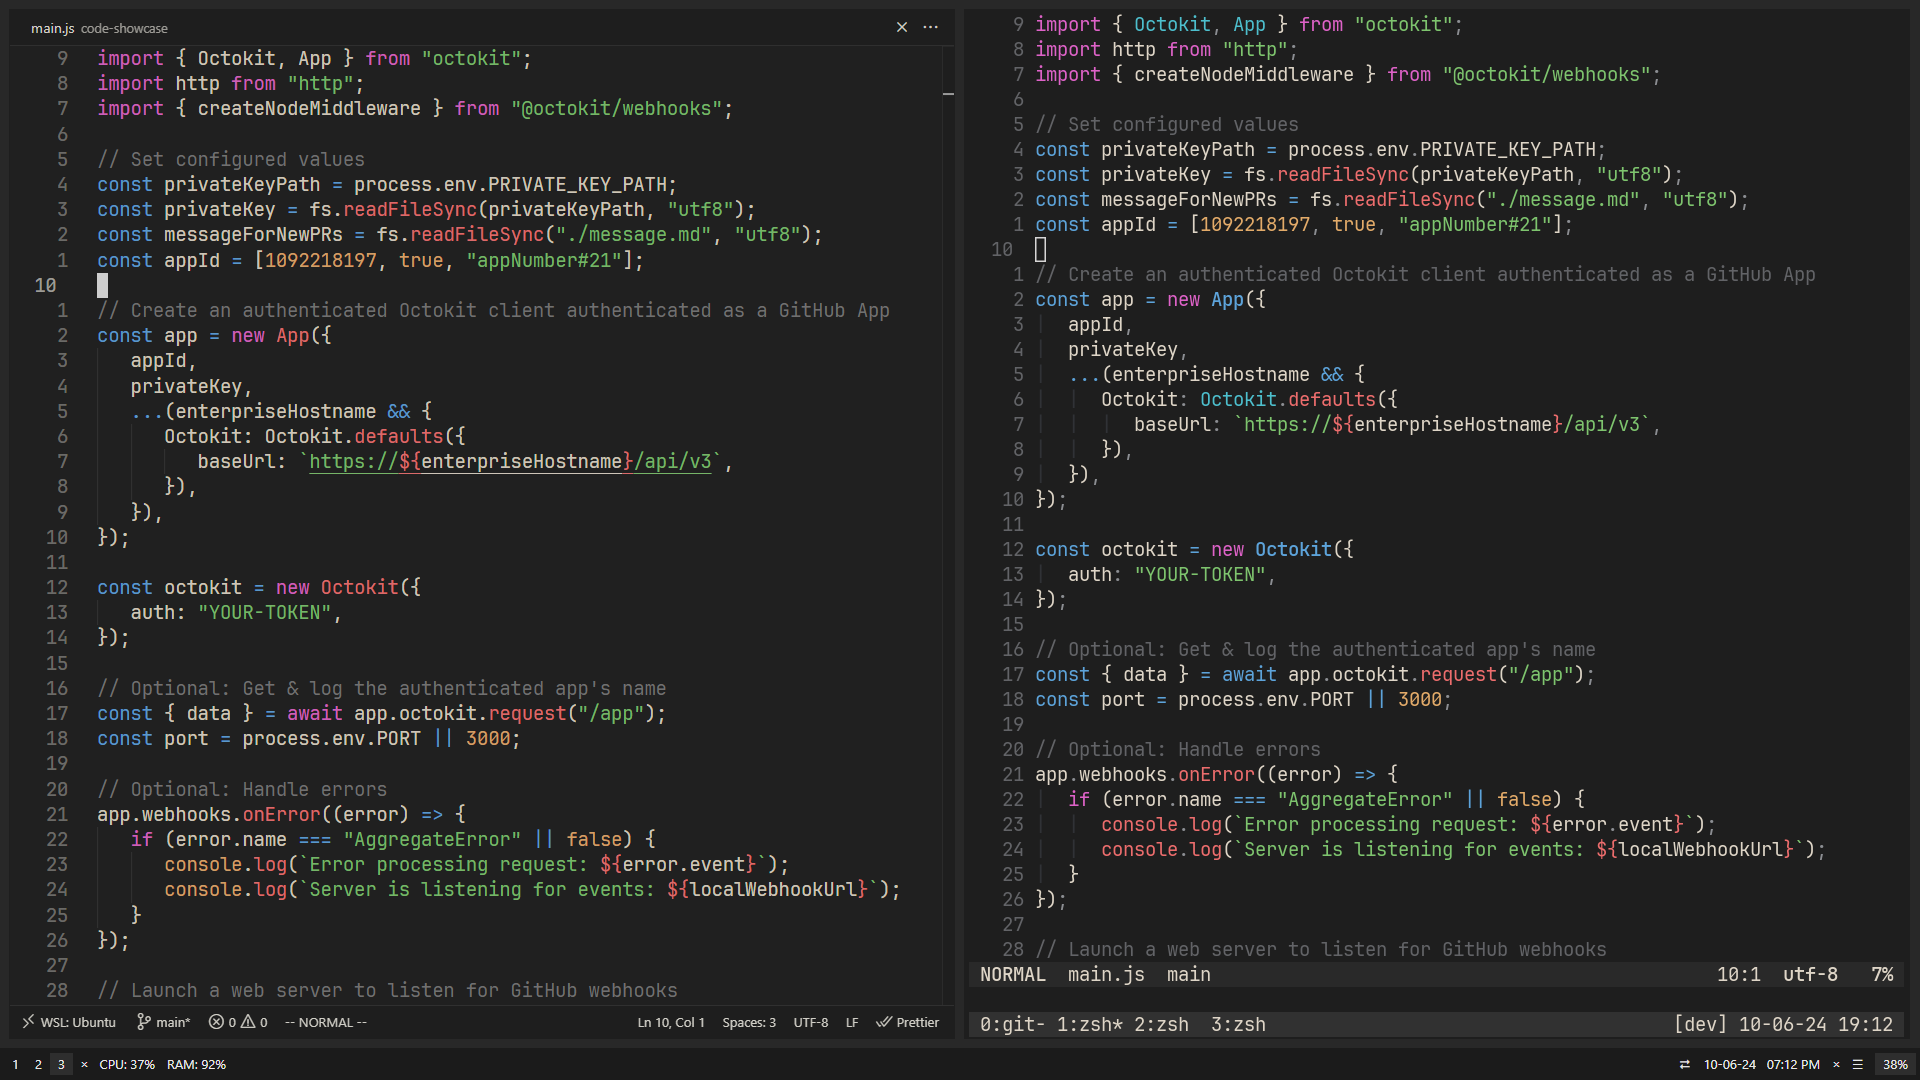 main.js code-showcase × ···
9 import { Octokit, App } from "octokit";
8 import http from "http";
7 import { createNodeMiddleware } from "@octokit/webhooks";
6
5 // Set configured values
4 const privateKeyPath = process.env.PRIVATE_KEY_PATH;
3 const privateKey = fs.readFileSync(privateKeyPath, "utf8");
2 const messageForNewPRs = fs.readFileSync("./message.md", "utf8");
1 const appId = [1092218197, true, "appNumber#21"];
10
1 // Create an authenticated Octokit client authenticated as a GitHub App
2 const app = new App({
3 appId,
4 privateKey,
5 ...(enterpriseHostname && {
6 Octokit: Octokit.defaults({
7 baseUrl: `https://${enterpriseHostname}/api/v3`,
8 }),
9 }),
10 });
11
12 const octokit = new Octokit({
13 auth: "YOUR-TOKEN",
14 });
15
16 // Optional: Get & log the authenticated app's name
17 const { data } = await app.octokit.request("/app");
18 const port = process.env.PORT || 3000;
19
20 // Optional: Handle errors
21 app.webhooks.onError((error) => {
22 if (error.name === "AggregateError" || false) {
23 console.log(`Error processing request: ${error.event}`);
24 console.log(`Server is listening for events: ${localWebhookUrl}`);
25 }
26 });
27
28 // Launch a web server to listen for GitHub webhooks
WSL: Ubuntu main* 0 0 -- NORMAL -- Ln 10, Col 1 Spaces: 3 UTF-8 LF Prettier
9 import { Octokit, App } from "octokit";
8 import http from "http";
7 import { createNodeMiddleware } from "@octokit/webhooks";
6
5 // Set configured values
4 const privateKeyPath = process.env.PRIVATE_KEY_PATH;
3 const privateKey = fs.readFileSync(privateKeyPath, "utf8");
2 const messageForNewPRs = fs.readFileSync("./message.md", "utf8");
1 const appId = [1092218197, true, "appNumber#21"];
10
1 // Create an authenticated Octokit client authenticated as a GitHub App
2 const app = new App({
3 appId,
4 privateKey,
5 ...(enterpriseHostname && {
6 Octokit: Octokit.defaults({
7 baseUrl: `https://${enterpriseHostname}/api/v3`,
8 }),
9 }),
10 });
11
12 const octokit = new Octokit({
13 auth: "YOUR-TOKEN",
14 });
15
16 // Optional: Get & log the authenticated app's name
17 const { data } = await app.octokit.request("/app");
18 const port = process.env.PORT || 3000;
19
20 // Optional: Handle errors
21 app.webhooks.onError((error) => {
22 if (error.name === "AggregateError" || false) {
23 console.log(`Error processing request: ${error.event}`);
24 console.log(`Server is listening for events: ${localWebhookUrl}`);
25 }
26 });
27
28 // Launch a web server to listen for GitHub webhooks
NORMAL main.js main 10:1 utf-8 7%
0:git- 1:zsh* 2:zsh 3:zsh [dev] 10-06-24 19:12
1 2 3 × CPU: 37% RAM: 92% 10-06-24 07:12 PM × 38%